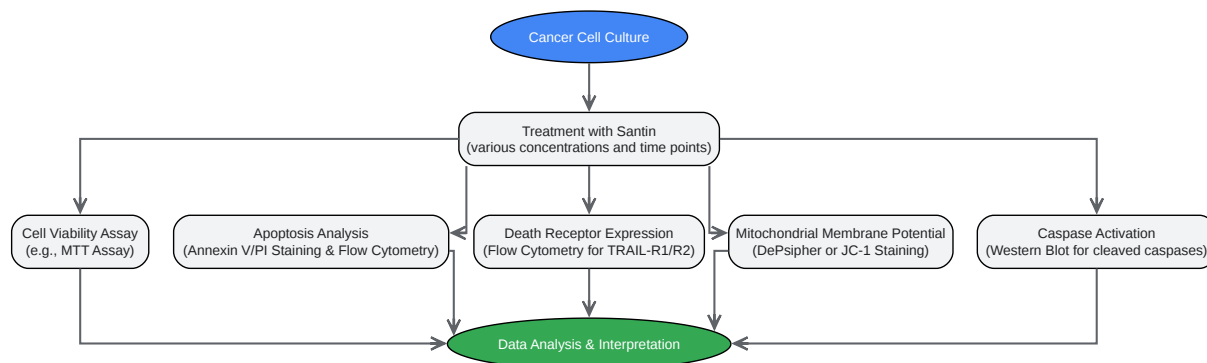 Cancer Cell Culture
Treatment with Santin
(various concentrations and time points)
Cell Viability Assay
(e.g., MTT Assay)
Apoptosis Analysis
(Annexin V/PI Staining & Flow Cytometry)
Death Receptor Expression
(Flow Cytometry for TRAIL-R1/R2)
Mitochondrial Membrane Potential
(DePsipher or JC-1 Staining)
Caspase Activation
(Western Blot for cleaved caspases)
Data Analysis & Interpretation